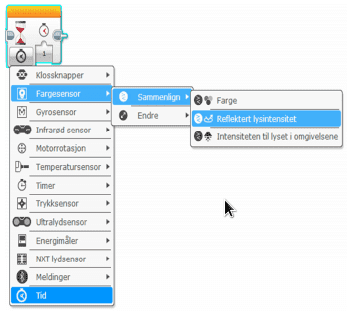 1
Klossknapper
Fargesensor
Gyrosensor
Infrarød sensor
Motorrotasjon
Temperatursensor
Timer
Trykksensor
Ultralydsensor
Energimåler
NXT lydsensor
Meldinger
Tid
Sammenlign
Endre
Farge
Reflektert lysintensitet
Intensiteten til lyset i omgivelsene